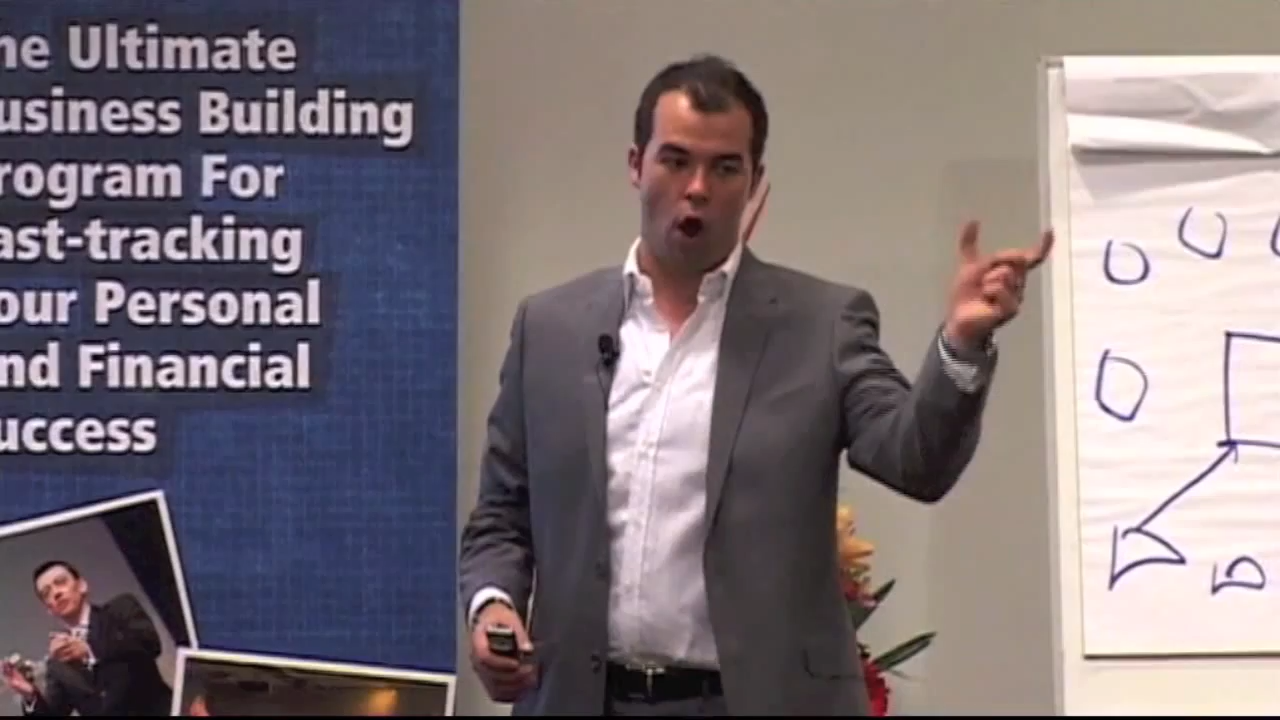 he Ultimate
usiness Building
rogram For
ast-tracking
our Personal
nd Financial
uccess